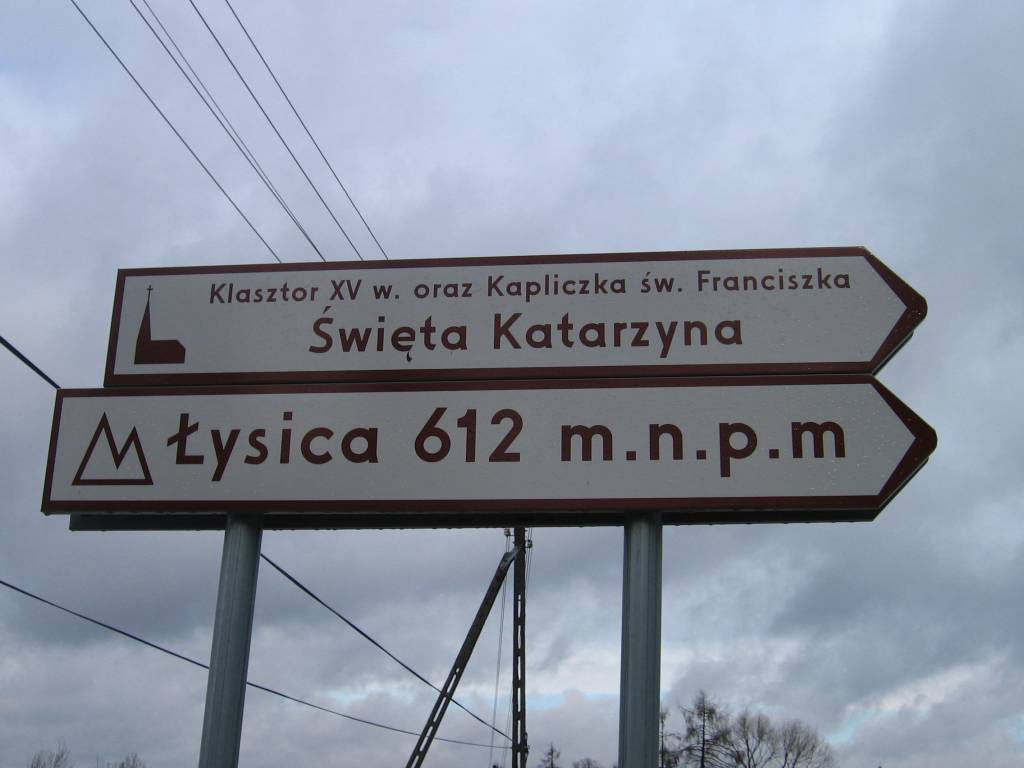 Klasztor XV w. oraz Kapliczka św. Franciszka
Święta Katarzyna
Łysica 612 m.n.p.m